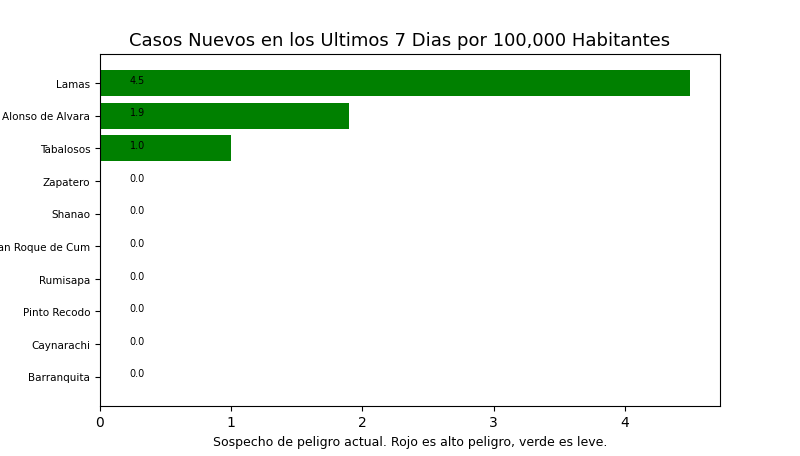 Casos Nuevos en los Ultimos 7 Dias por 100,000 Habitantes
Lamas 4.5
Alonso de Alvara 1.9
Tabalosos 1.0
Zapatero 0.0
Shanao 0.0
an Roque de Cum 0.0
Rumisapa 0.0
Pinto Recodo 0.0
Caynarachi 0.0
Barranquita 0.0
0 1 2 3 4
Sospecho de peligro actual. Rojo es alto peligro, verde es leve.